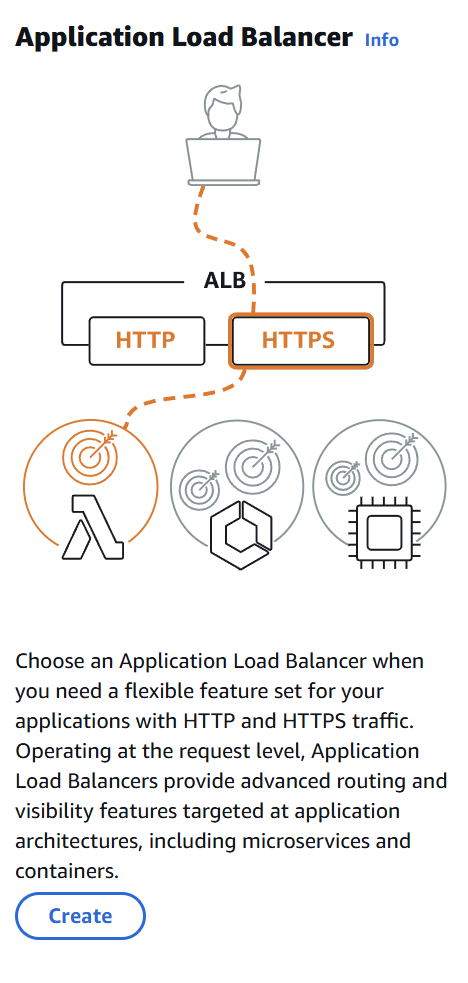 Application Load Balancer Info
ALB
HTTP HTTPS
Choose an Application Load Balancer when
you need a flexible feature set for your
applications with HTTP and HTTPS traffic.
Operating at the request level, Application
Load Balancers provide advanced routing and
visibility features targeted at application
architectures, including microservices and
containers.
Create